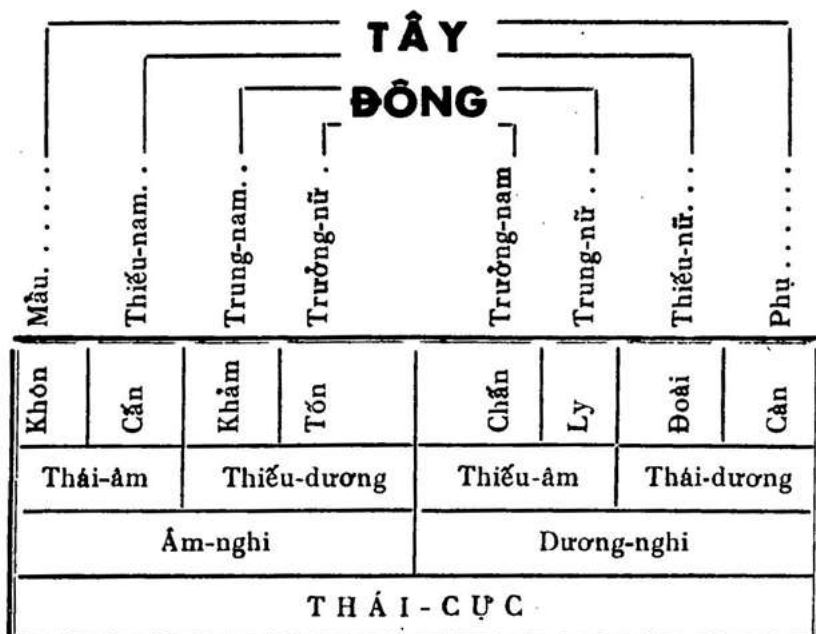 TÂY
ĐÔNG
Mẫu. . . . . . . Thiếu-nam. . . Trung-nam. . Trưởng-nữ . Trưởng-nam Trung-nữ . . Thiếu-nữ. . . Phụ . . . . . . .
Khôn Cấn Khảm Tốn Chấn Ly Đoài Càn
Thái-âm Thiếu-dương Thiếu-âm Thái-dương
Âm-nghi Dương-nghi
THÁI-CỰC